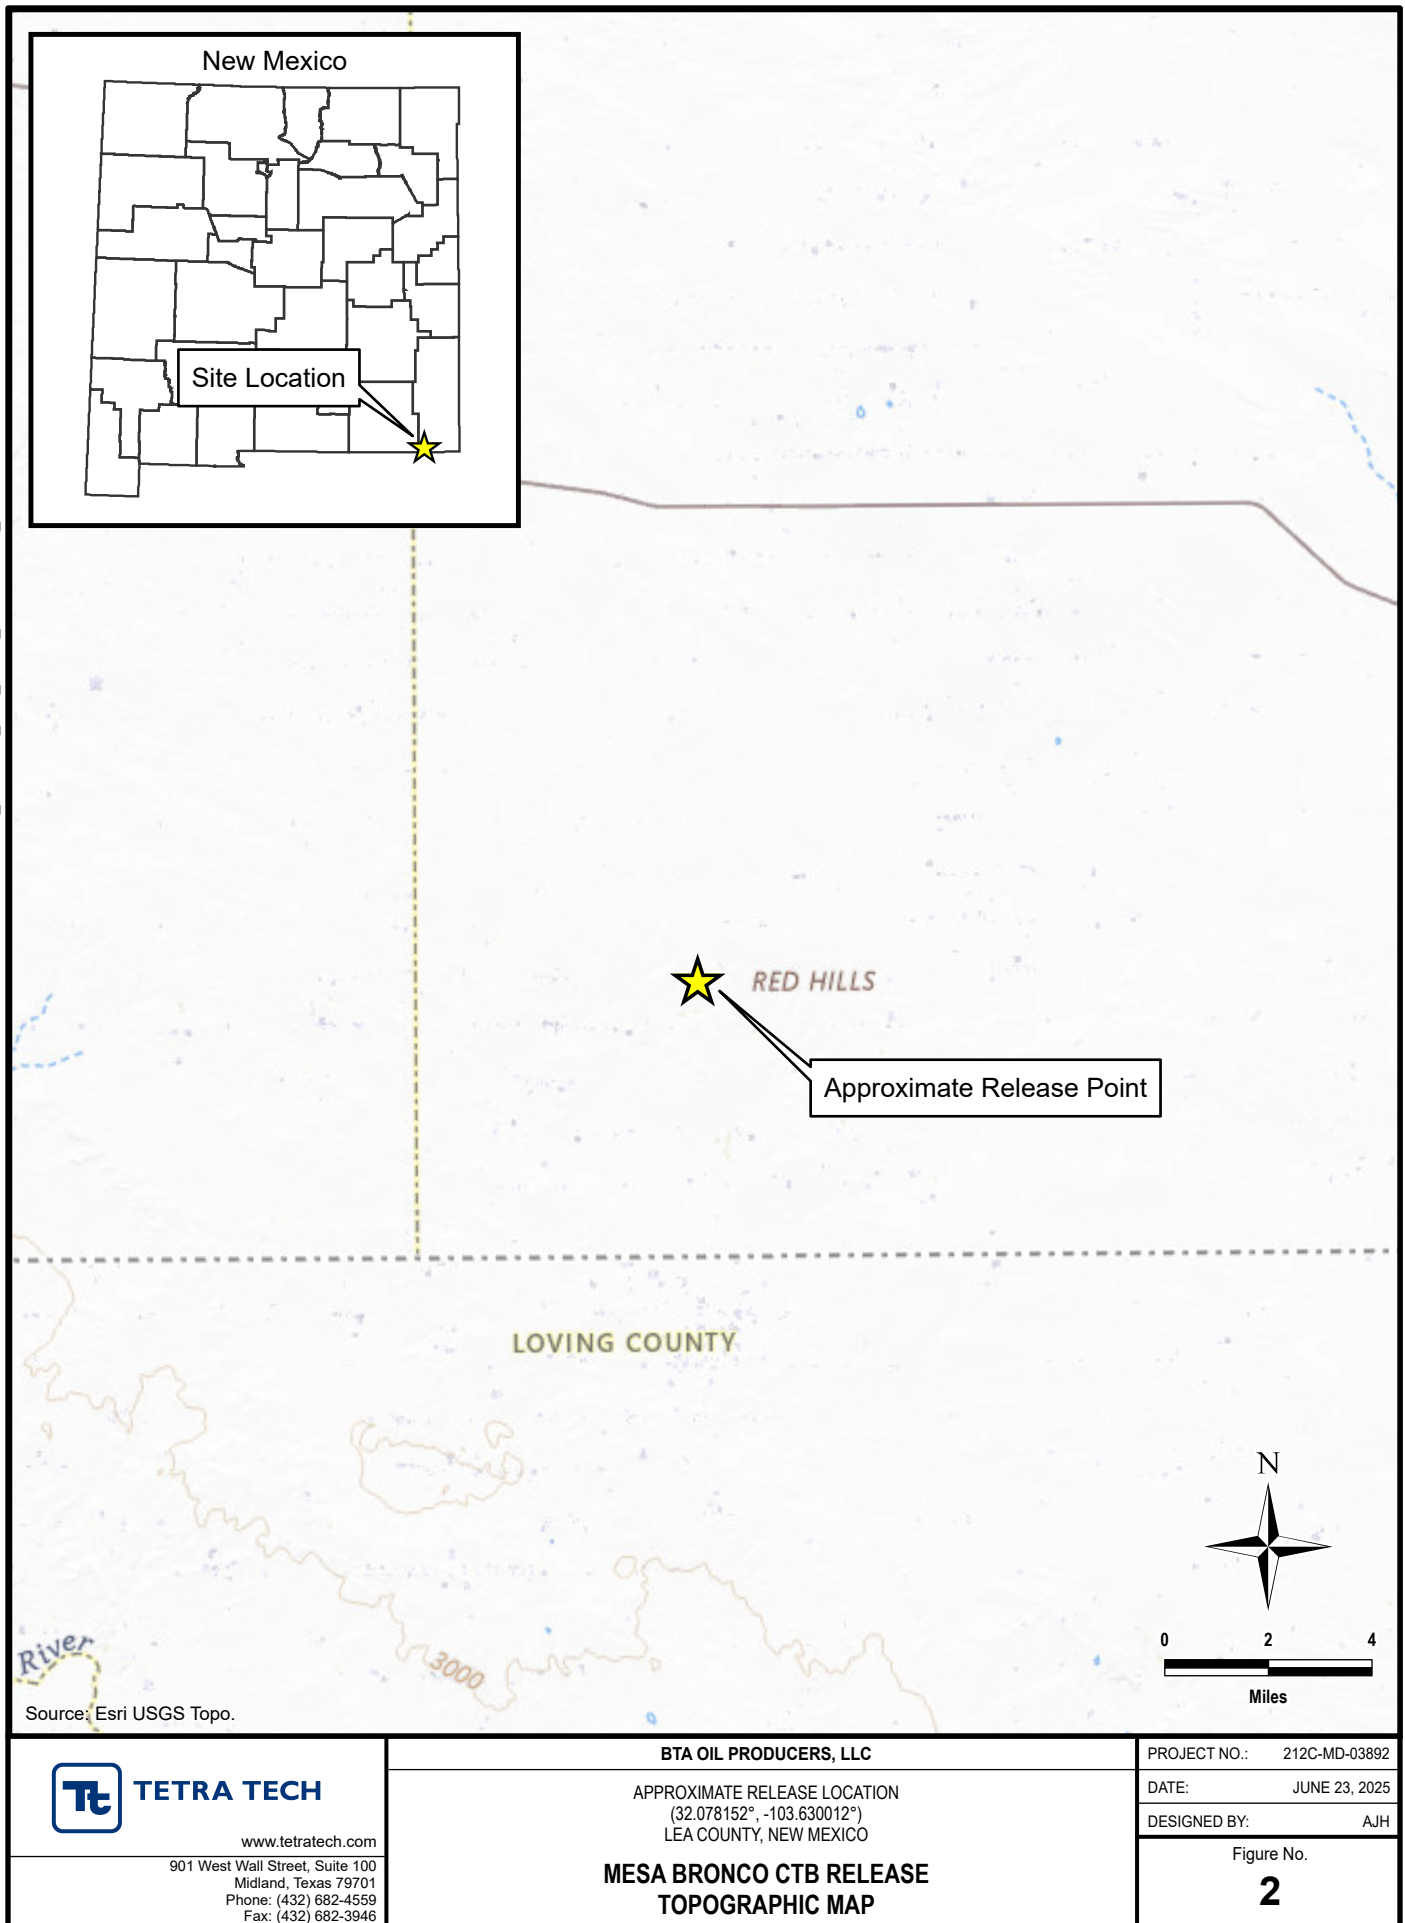 New Mexico
Site Location
RED HILLS
Approximate Release Point
LOVING COUNTY
N
0 2 4
Miles
River
3000
Source: Esri USGS Topo.
Tt TETRA TECH
www.tetratech.com
901 West Wall Street, Suite 100
Midland, Texas 79701
Phone: (432) 682-4559
Fax: (432) 682-3946
BTA OIL PRODUCERS, LLC
APPROXIMATE RELEASE LOCATION
(32.078152°, -103.630012°)
LEA COUNTY, NEW MEXICO
MESA BRONCO CTB RELEASE
TOPOGRAPHIC MAP
PROJECT NO.: 212C-MD-03892
DATE: JUNE 23, 2025
DESIGNED BY: AJH
Figure No.
2